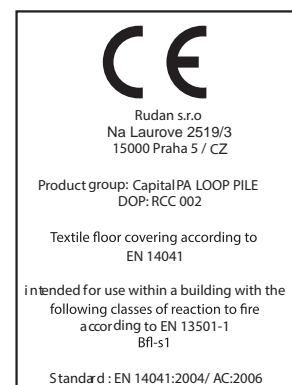 CE
Rudan s.r.o
Na Laurove 2519/3
15000 Praha 5 / CZ
Product group: Capital PA LOOP PILE
DOP: RCC 002
Textile floor covering according to
EN 14041
intended for use within a building with the
following classes of reaction to fire
according to EN 13501-1
Bfl-s1
Standard : EN 14041:2004/ AC:2006